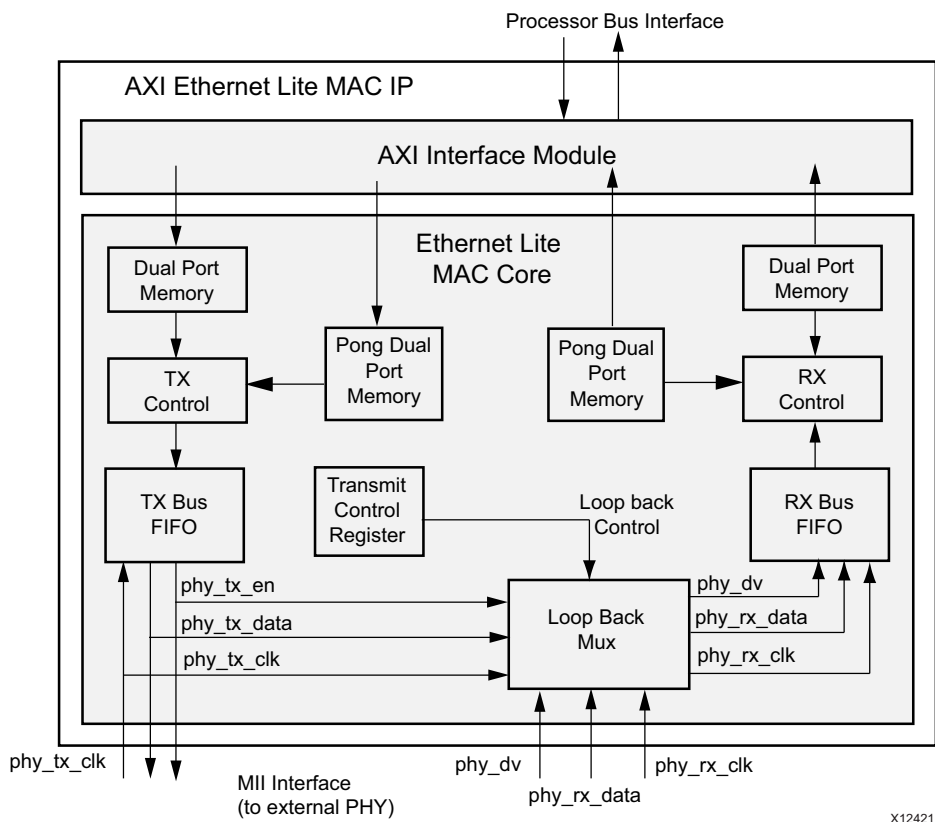 Processor Bus Interface
AXI Ethernet Lite MAC IP
AXI Interface Module
Ethernet Lite
MAC Core
Dual Port
Memory
Dual Port
Memory
Pong Dual
Port
Memory
Pong Dual
Port
Memory
TX
Control
RX
Control
TX Bus
FIFO
Transmit
Control
Register
Loop back
Control
RX Bus
FIFO
phy_tx_en
phy_tx_data
phy_tx_clk
Loop Back
Mux
phy_dv
phy_rx_data
phy_rx_clk
phy_tx_clk
MII Interface
(to external PHY)
phy_dv
phy_rx_data
phy_rx_clk
X12421